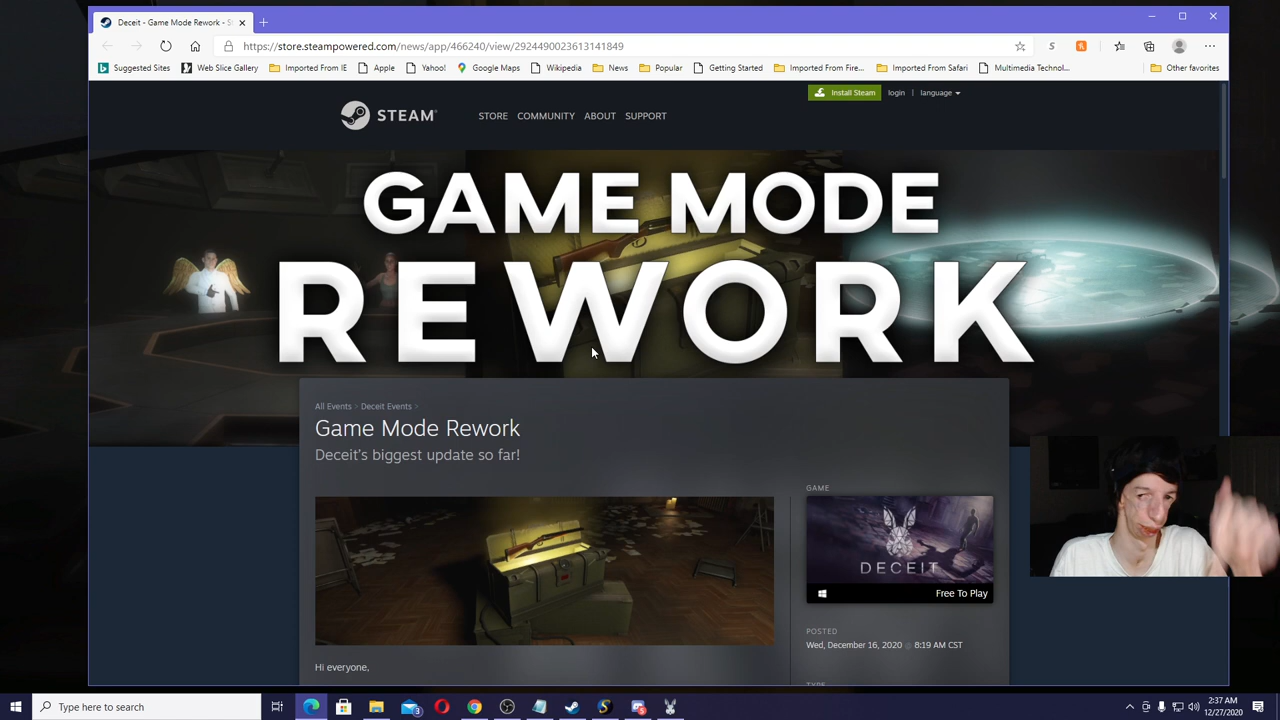 Deceit - Game Mode Rework - S
https://store.steampowered.com/news/app/466240/view/2924490023613141849
Suggested Sites
Web Slice Gallery
Imported From IE
Apple
Yahoo!
Google Maps
Wikipedia
News
Popular
Getting Started
Imported From Fire...
Imported From Safari
Multimedia Technol...
Other favorites
Install Steam
login | language
STEAM
STORE COMMUNITY ABOUT SUPPORT
GAME MODE
REWORK
All Events > Deceit Events >
Game Mode Rework
Deceit's biggest update so far!
GAME
DECEIT
Free To Play
POSTED
Wed, December 16, 2020 @ 8:19 AM CST
Hi everyone,
Type here to search
3
S
2:37 AM
12/27/2020